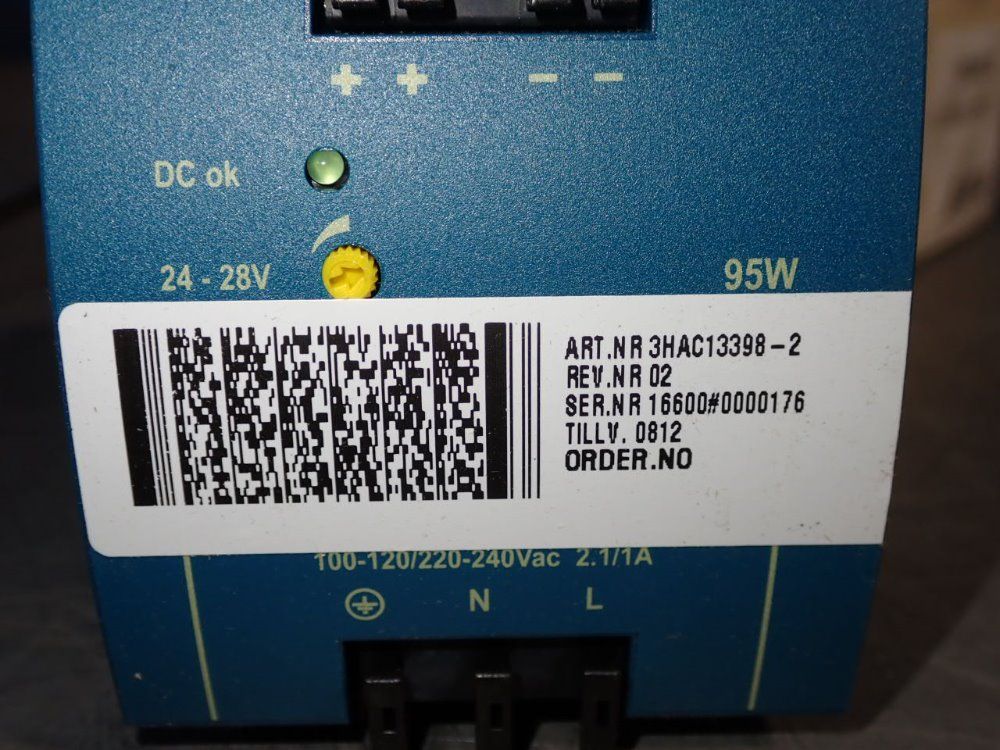 + + − −
DC ok
24 - 28V
95W
ART.NR 3HAC13398-2
REV.NR 02
SER.NR 16600#0000176
TILLV. 0812
ORDER.NO
100-120/220-240Vac 2.1/1A
N L